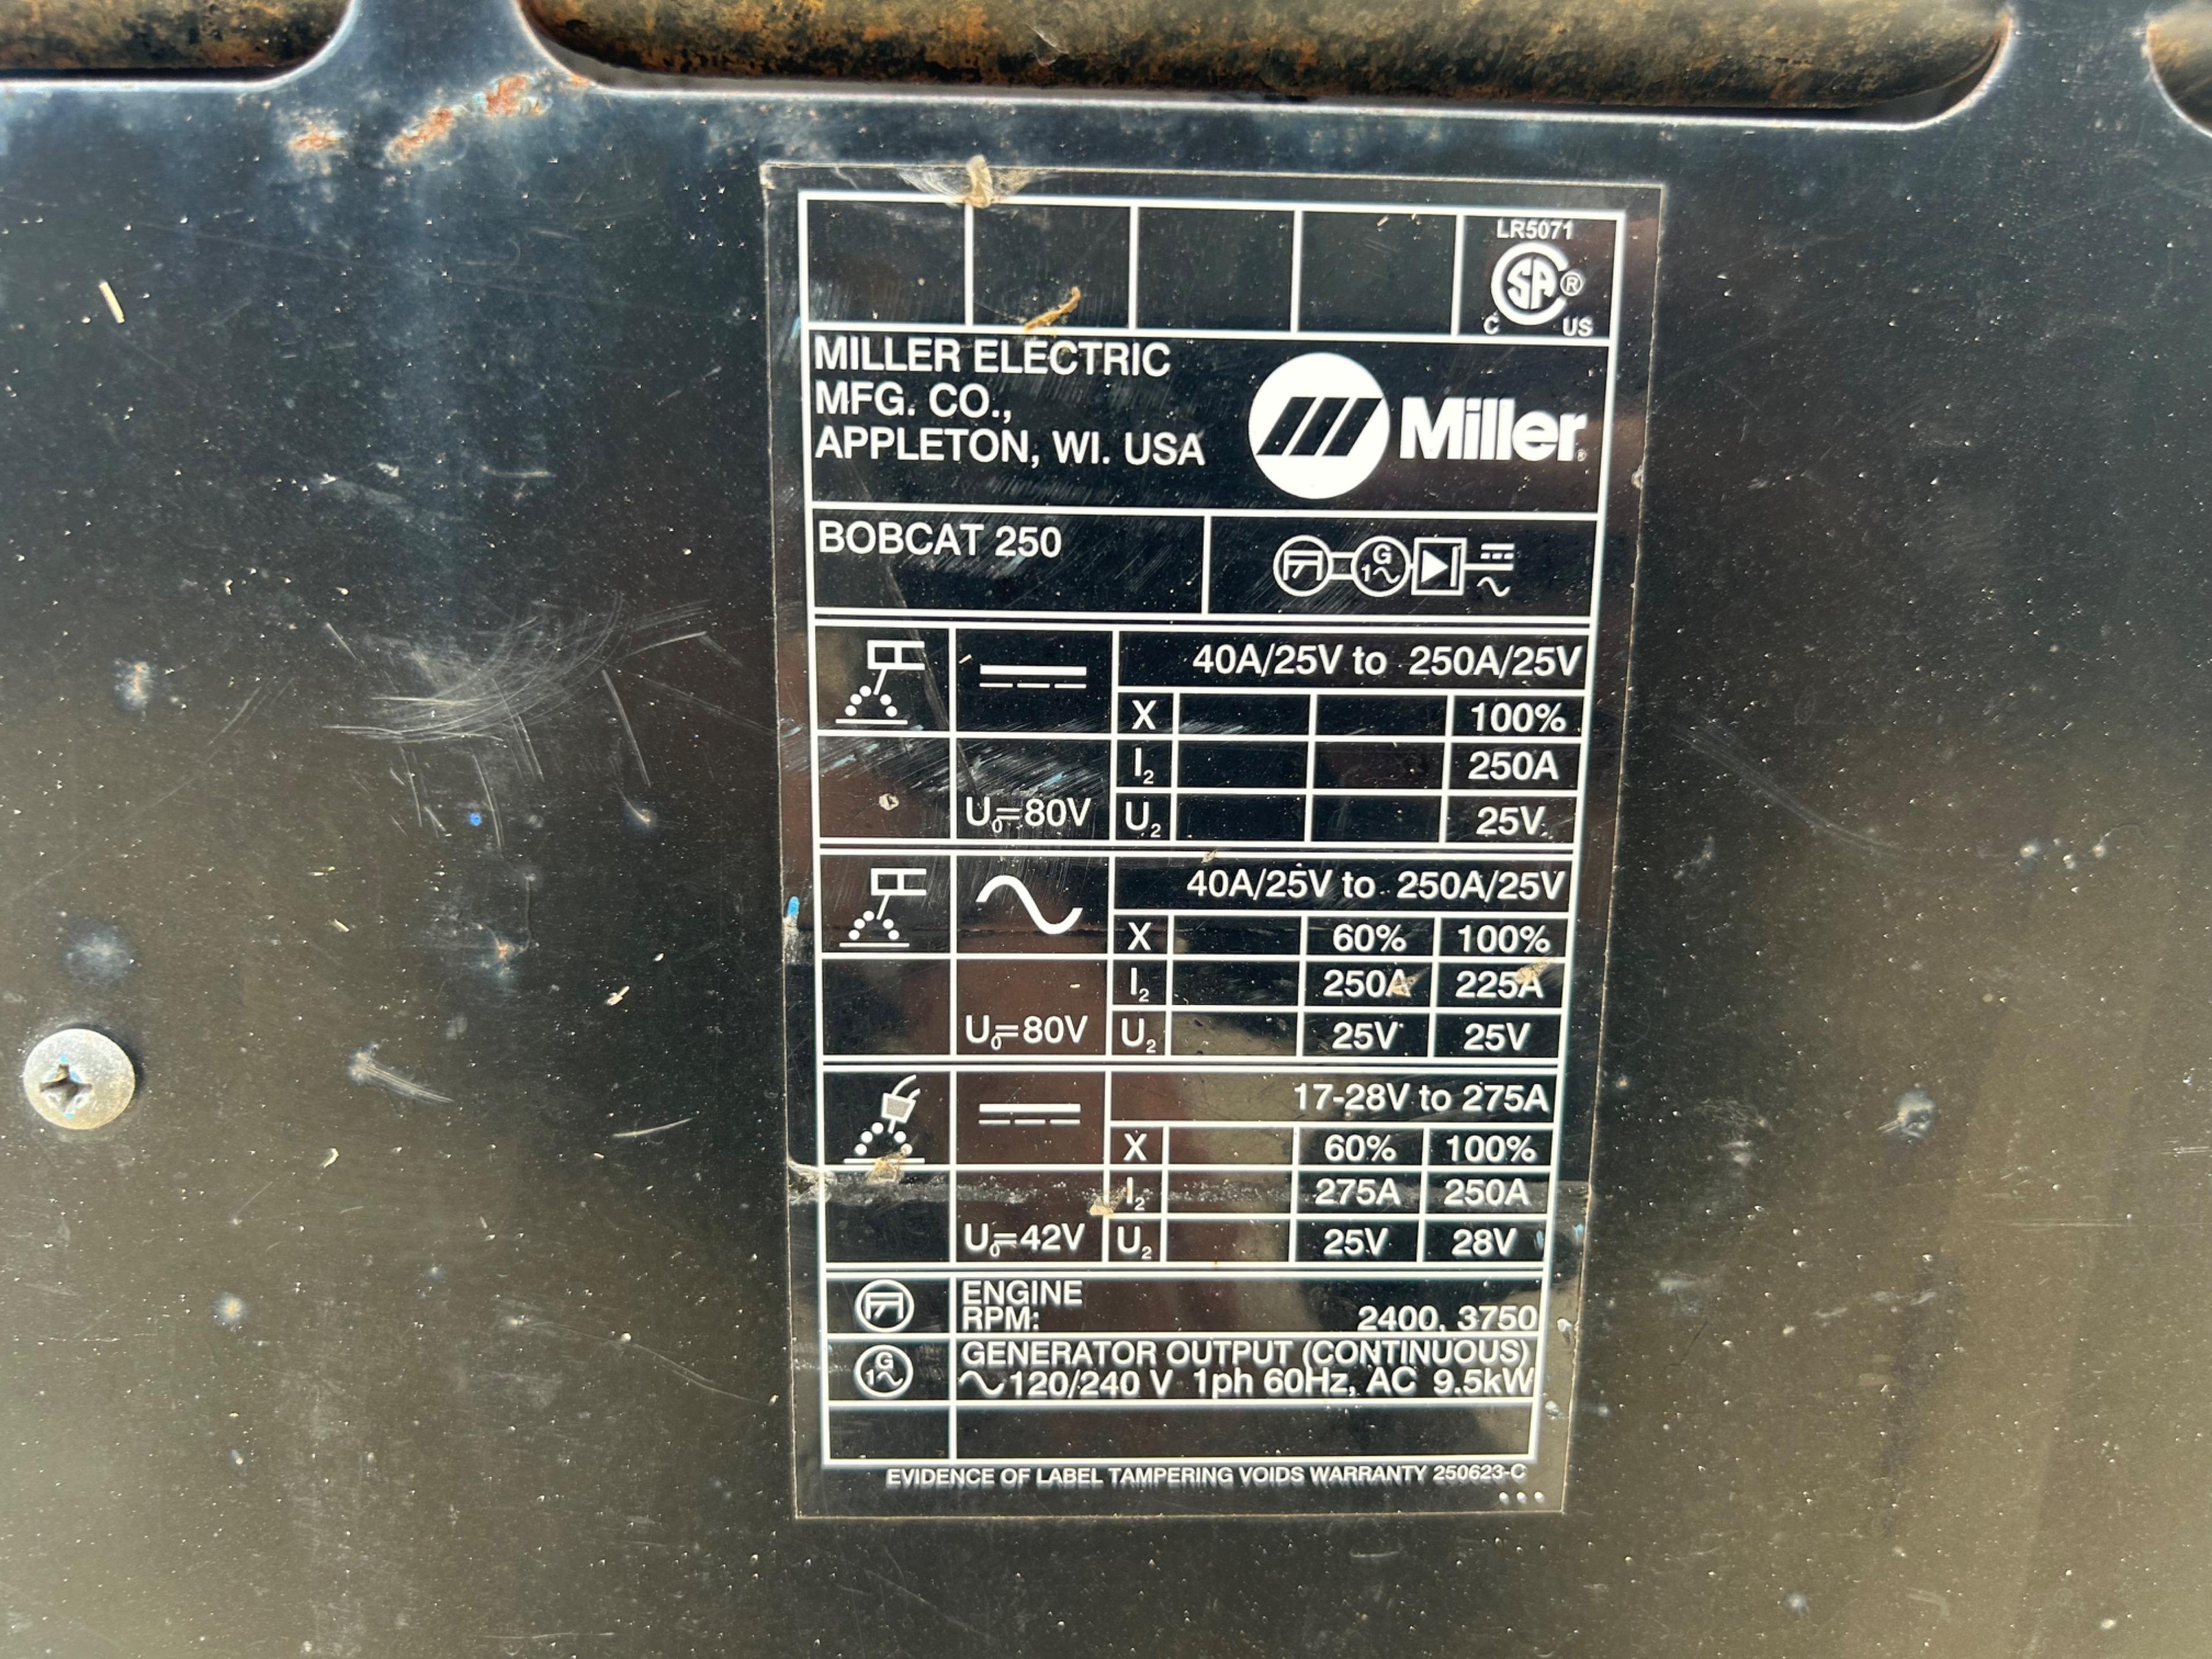 LR5071
SA ®
C US
MILLER ELECTRIC
MFG. CO.,
APPLETON, WI. USA
Miller®
BOBCAT 250
G
1~
40A/25V to 250A/25V
X 100%
I₂ 250A
U₀=80V U₂ 25V
40A/25V to 250A/25V
X 60% 100%
I₂ 250A 225A
U₀=80V U₂ 25V 25V
17-28V to 275A
X 60% 100%
I₂ 275A 250A
U₀=42V U₂ 25V 28V
ENGINE
RPM: 2400, 3750
G
1~
GENERATOR OUTPUT (CONTINUOUS)
~120/240 V 1ph 60Hz, AC 9.5kW
EVIDENCE OF LABEL TAMPERING VOIDS WARRANTY 250623-C